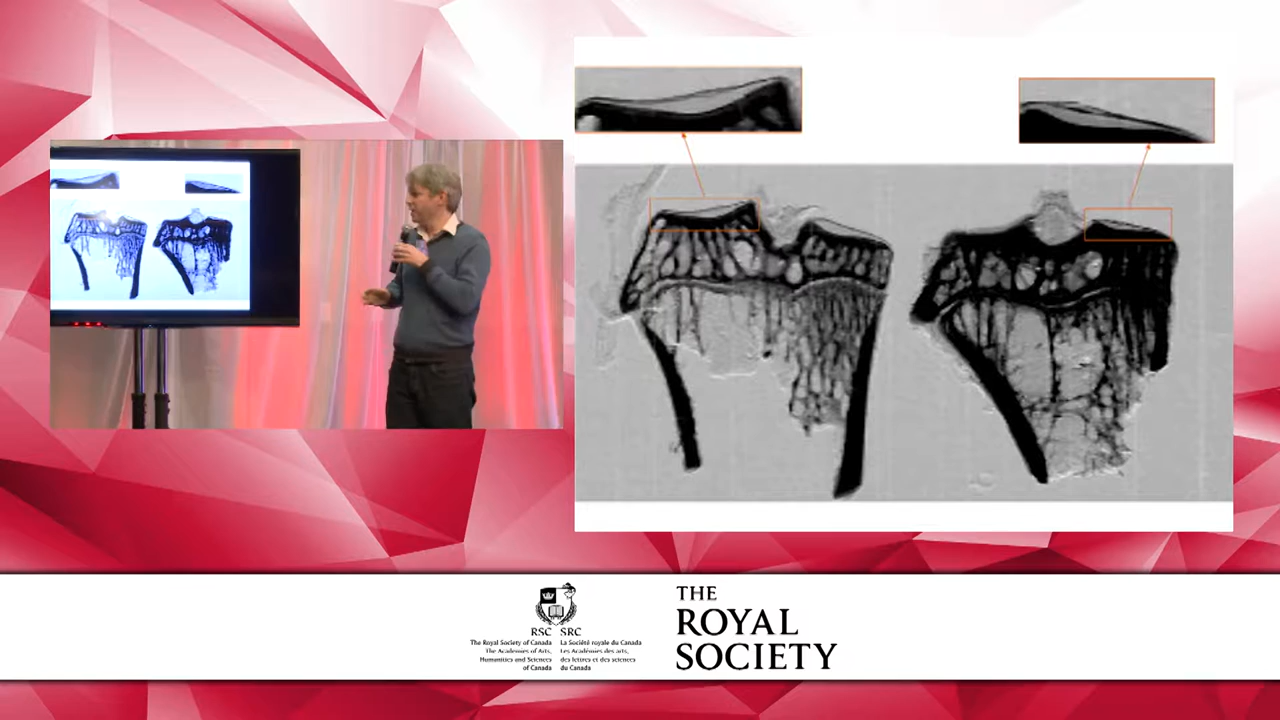 RSC SRC
The Royal Society of Canada
The Academies of Arts,
Humanities and Sciences
of Canada
La Société royale du Canada
Les Académies des arts,
des lettres et des sciences
du Canada
THE
ROYAL
SOCIETY